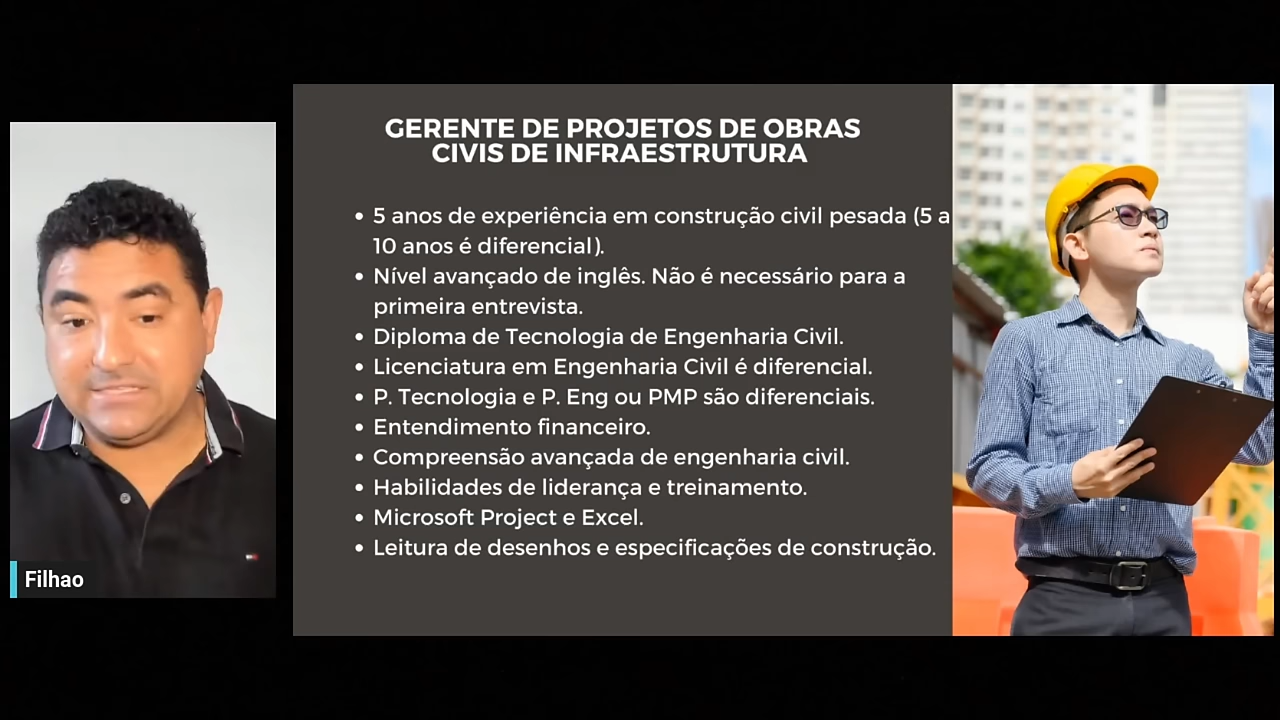 GERENTE DE PROJETOS DE OBRAS
CIVIS DE INFRAESTRUTURA
• 5 anos de experiência em construção civil pesada (5 a
10 anos é diferencial).
• Nível avançado de inglês. Não é necessário para a
primeira entrevista.
• Diploma de Tecnologia de Engenharia Civil.
• Licenciatura em Engenharia Civil é diferencial.
• P. Tecnologia e P. Eng ou PMP são diferenciais.
• Entendimento financeiro.
• Compreensão avançada de engenharia civil.
• Habilidades de liderança e treinamento.
• Microsoft Project e Excel.
• Leitura de desenhos e especificações de construção.
Filhao